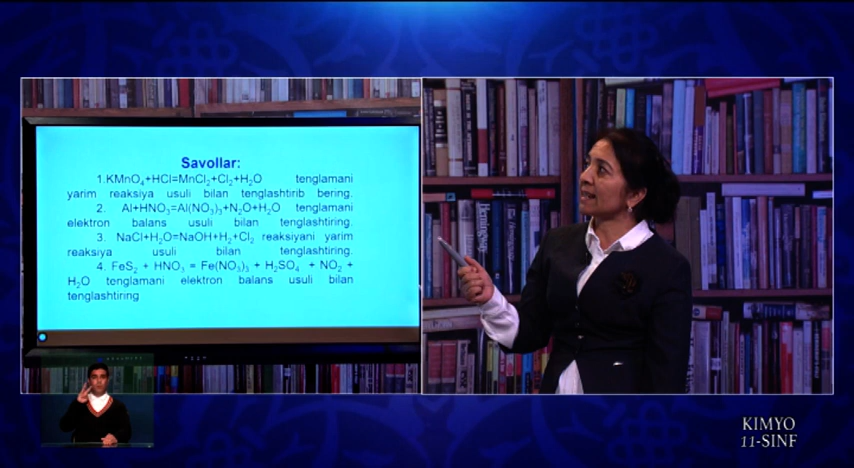 Savollar:
1.KMnO₄+HCl=MnCl₂+Cl₂+H₂O tenglamani
yarim reaksiya usuli bilan tenglashtirib bering.
2. Al+HNO₃=Al(NO₃)₃+N₂O+H₂O tenglamani
elektron balans usuli bilan tenglashtiring.
3. NaCl+H₂O=NaOH+H₂+Cl₂ reaksiyani yarim
reaksiya usuli bilan tenglashtiring.
4. FeS₂ + HNO₃ = Fe(NO₃)₃ + H₂SO₄ + NO₂ +
H₂O tenglamani elektron balans usuli bilan
tenglashtiring
Hemingway
KIMYO
11-SINF